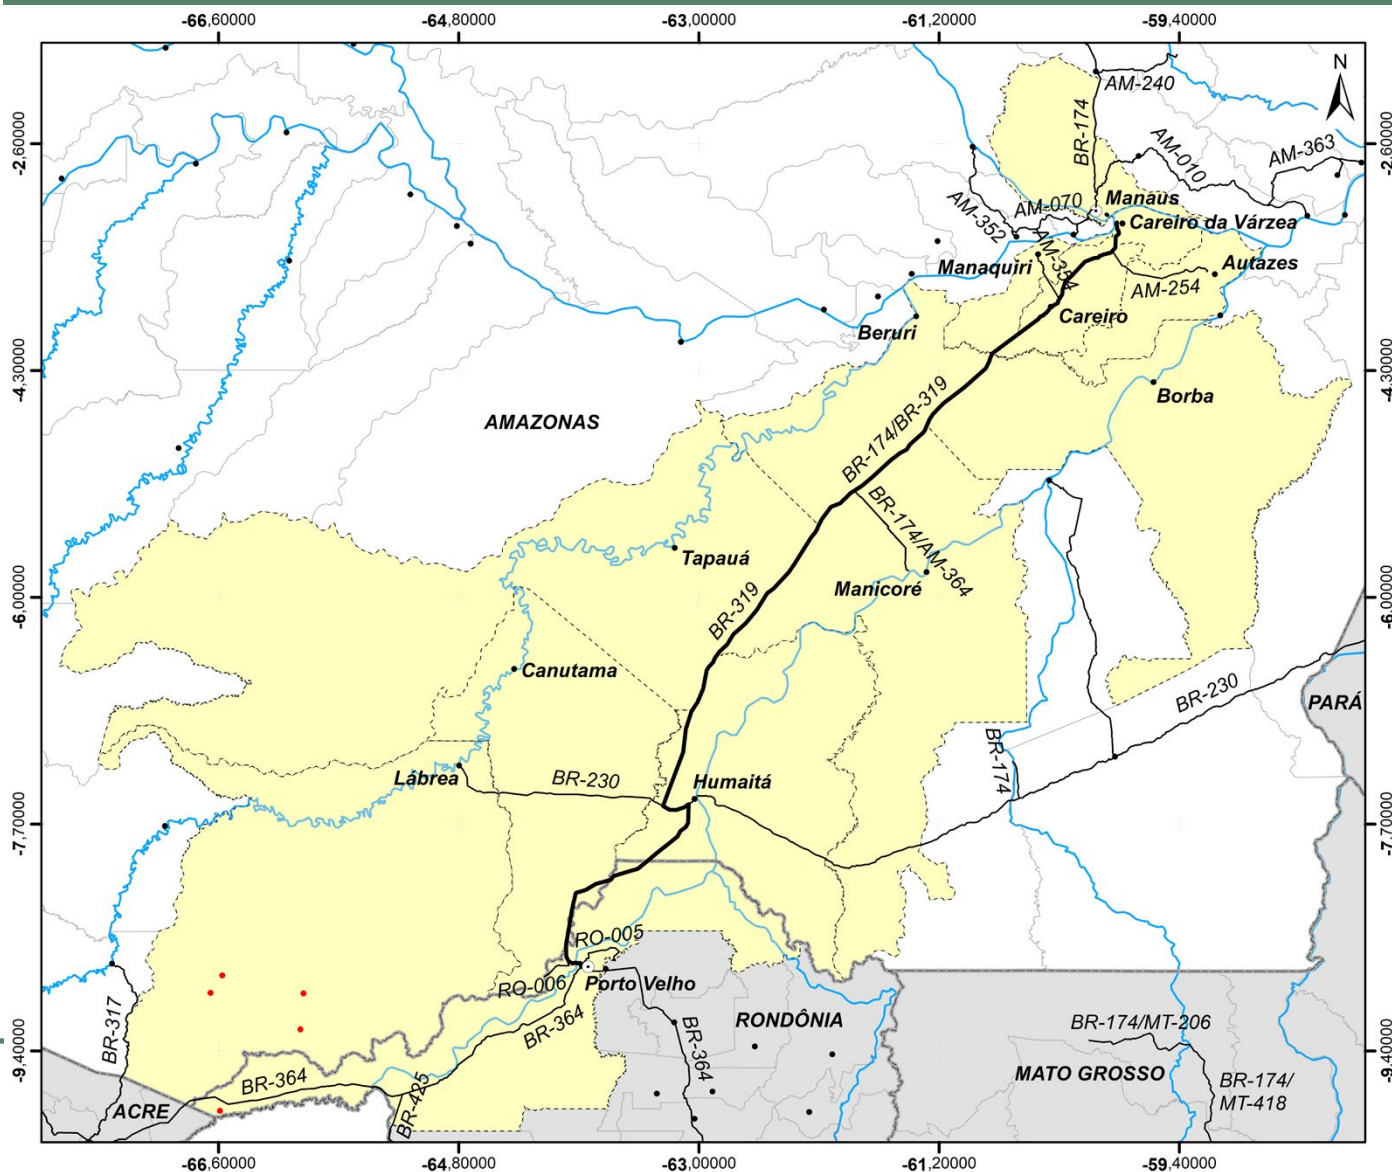 -66,60000
-64,80000
-63,00000
-61,20000
-59,40000
N
AM-240
-2,60000
-2,60000
BR-174
AM-010
AM-363
AM-352
AM-070
Manaus
Careiro da Várzea
AM-354
Manaquiri
Autazes
AM-254
Careiro
Beruri
-4,30000
-4,30000
Borba
AMAZONAS
BR-174/BR-319
BR-174/AM-364
Tapauá
Manicoré
-6,00000
-6,00000
BR-319
Canutama
BR-230
PARÁ
BR-174
Lábrea
BR-230
Humaitá
-7,70000
-7,70000
RO-005
RO-006
Porto Velho
BR-317
BR-364
BR-364
RONDÔNIA
BR-174/MT-206
-9,40000
-9,40000
MATO GROSSO
BR-174/
MT-418
BR-364
BR-425
ACRE
-66,60000
-64,80000
-63,00000
-61,20000
-59,40000